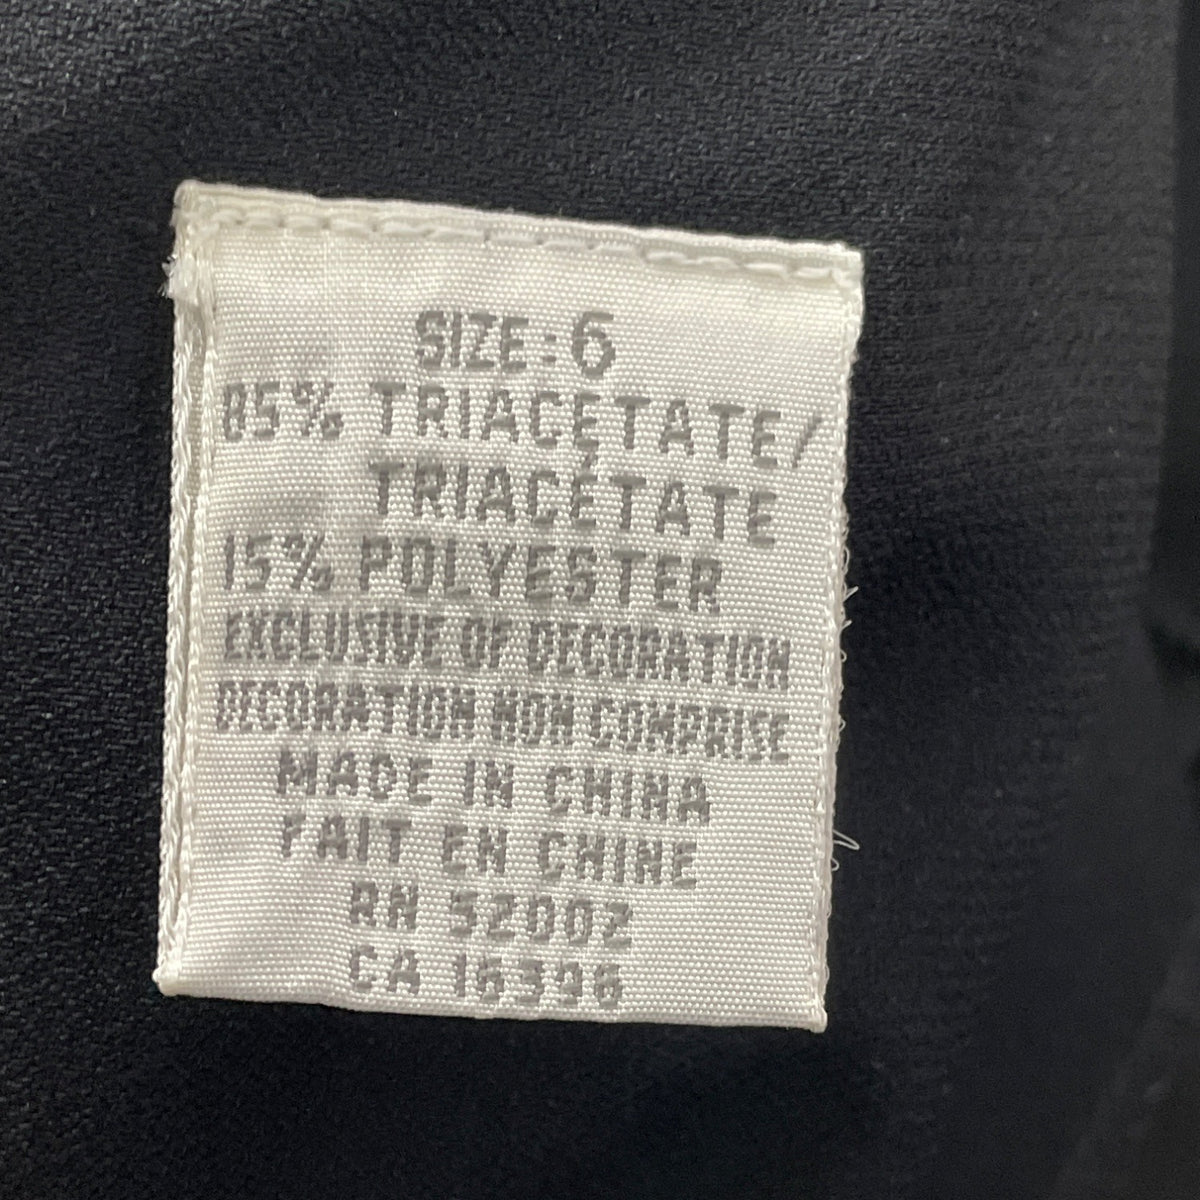 SIZE: 6
85% TRIACETATE/
TRIACÉTATE
15% POLYESTER
EXCLUSIVE OF DECORATION
DECORATION NON COMPRISE
MADE IN CHINA
FAIT EN CHINE
RN 52002
CA 16396